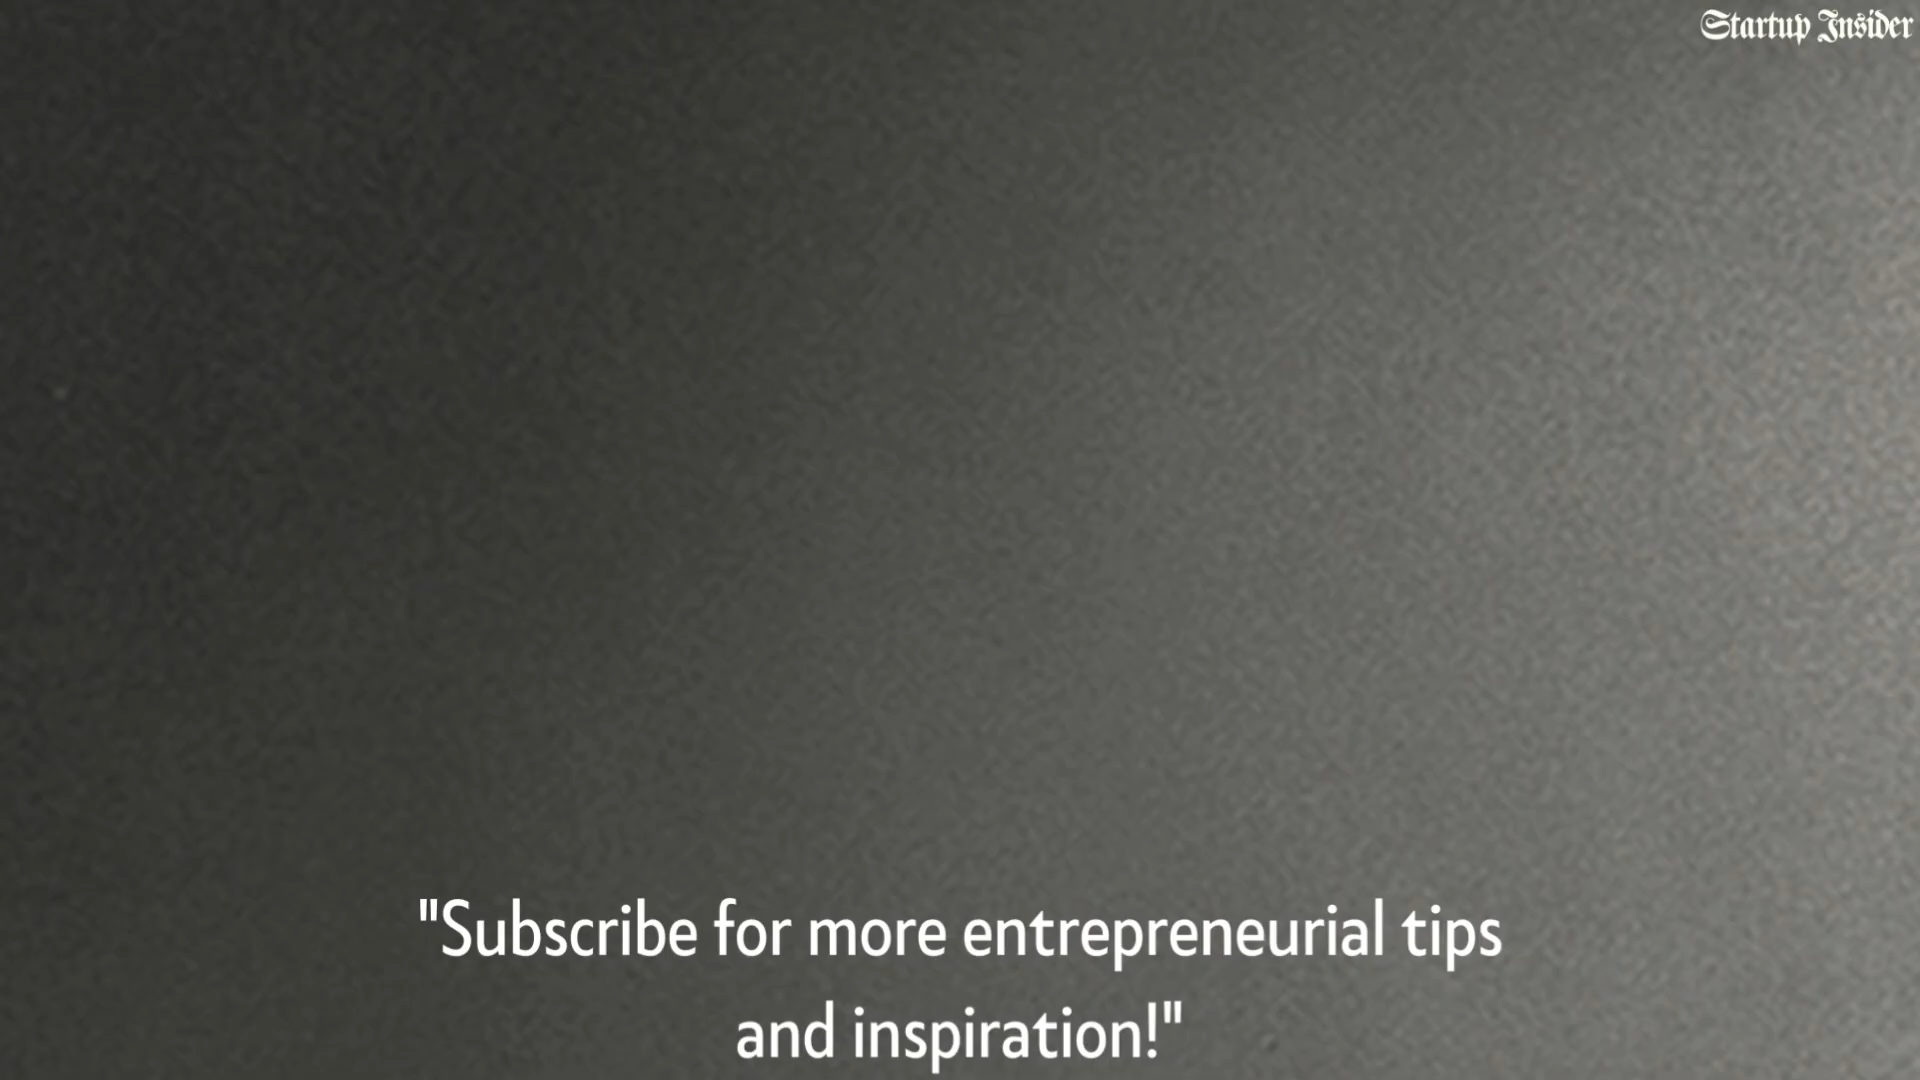 Startup Insider
"Subscribe for more entrepreneurial tips
and inspiration!"